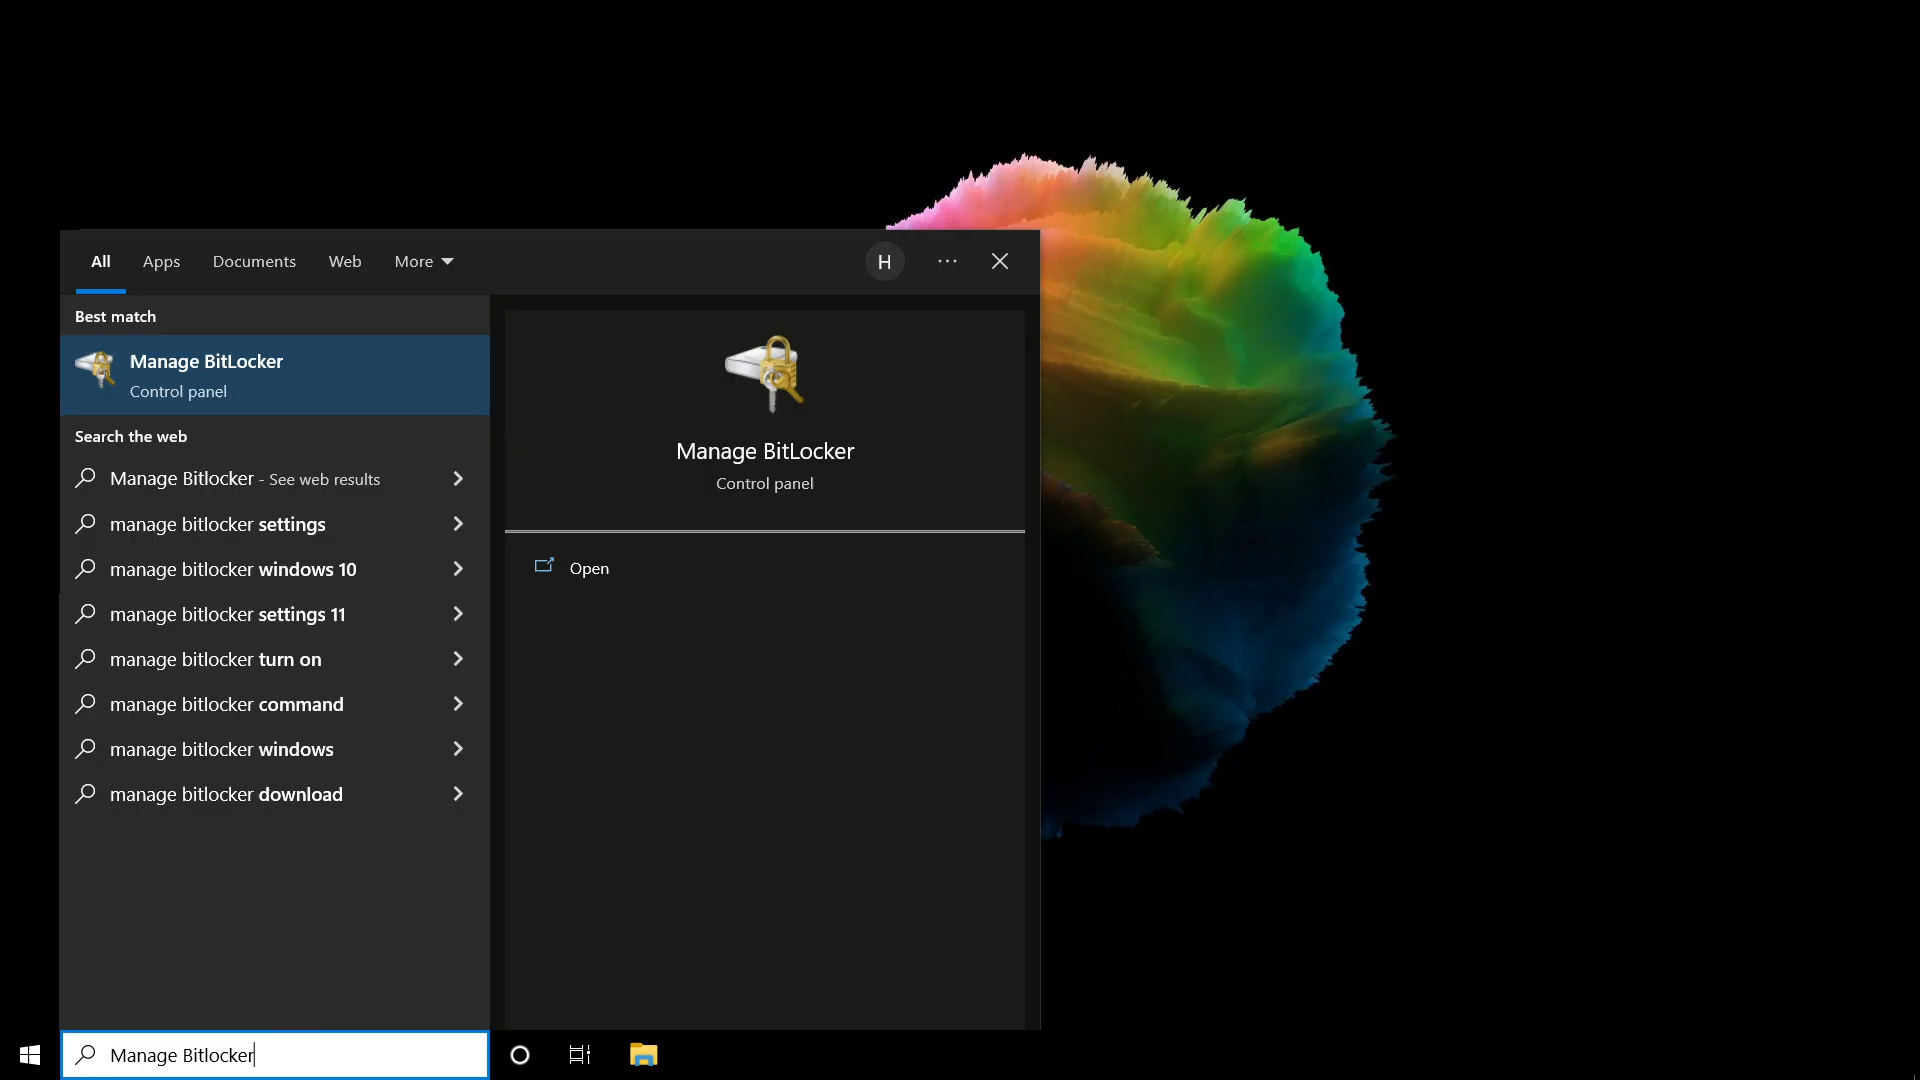 All Apps Documents Web More H
Best match
Manage BitLocker
Control panel
Search the web
Manage Bitlocker - See web results
manage bitlocker settings
manage bitlocker windows 10
manage bitlocker settings 11
manage bitlocker turn on
manage bitlocker command
manage bitlocker windows
manage bitlocker download
Manage BitLocker
Control panel
Open
Manage Bitlocker